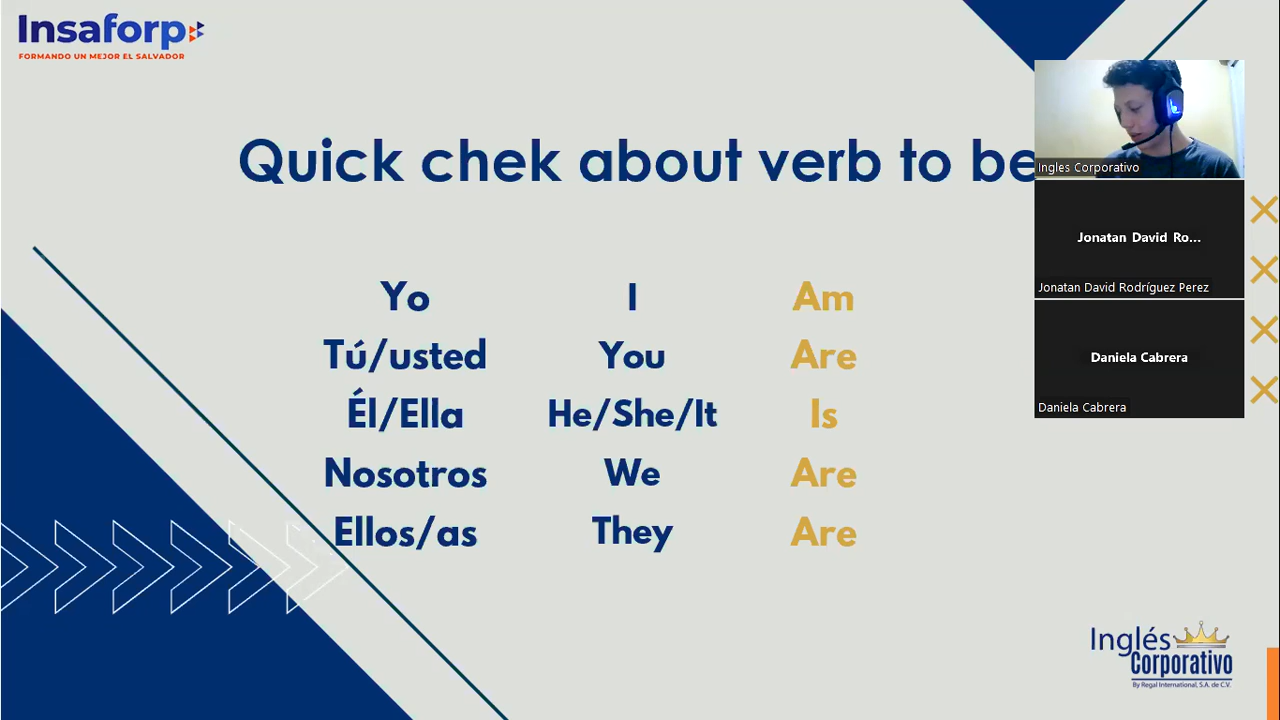 Insaforp
FORMANDO UN MEJOR EL SALVADOR
Quick chek about verb to be
Yo I Am
Tú/usted You Are
Él/Ella He/She/It Is
Nosotros We Are
Ellos/as They Are
Ingles Corporativo
Jonatan David Ro...
Jonatan David Rodríguez Perez
Daniela Cabrera
Daniela Cabrera
Inglés
Corporativo
By Regal International, S.A. de C.V.